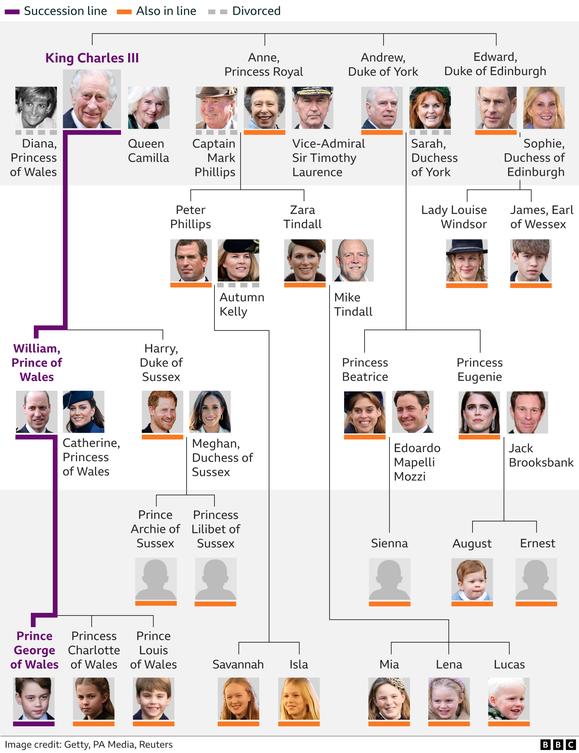 Succession line Also in line Divorced
King Charles III
Anne,
Princess Royal
Andrew,
Duke of York
Edward,
Duke of Edinburgh
Diana,
Princess
of Wales
Queen
Camilla
Captain
Mark
Phillips
Vice-Admiral
Sir Timothy
Laurence
Sarah,
Duchess
of York
Sophie,
Duchess of
Edinburgh
Peter
Phillips
Zara
Tindall
Lady Louise
Windsor
James, Earl
of Wessex
Autumn
Kelly
Mike
Tindall
William,
Prince of
Wales
Harry,
Duke of
Sussex
Princess
Beatrice
Princess
Eugenie
Catherine,
Princess
of Wales
Meghan,
Duchess of
Sussex
Edoardo
Mapelli
Mozzi
Jack
Brooksbank
Prince
Archie of
Sussex
Princess
Lilibet of
Sussex
Sienna
August
Ernest
Prince
George
of Wales
Princess
Charlotte
of Wales
Prince
Louis
of Wales
Savannah
Isla
Mia
Lena
Lucas
Image credit: Getty, PA Media, Reuters
BBC